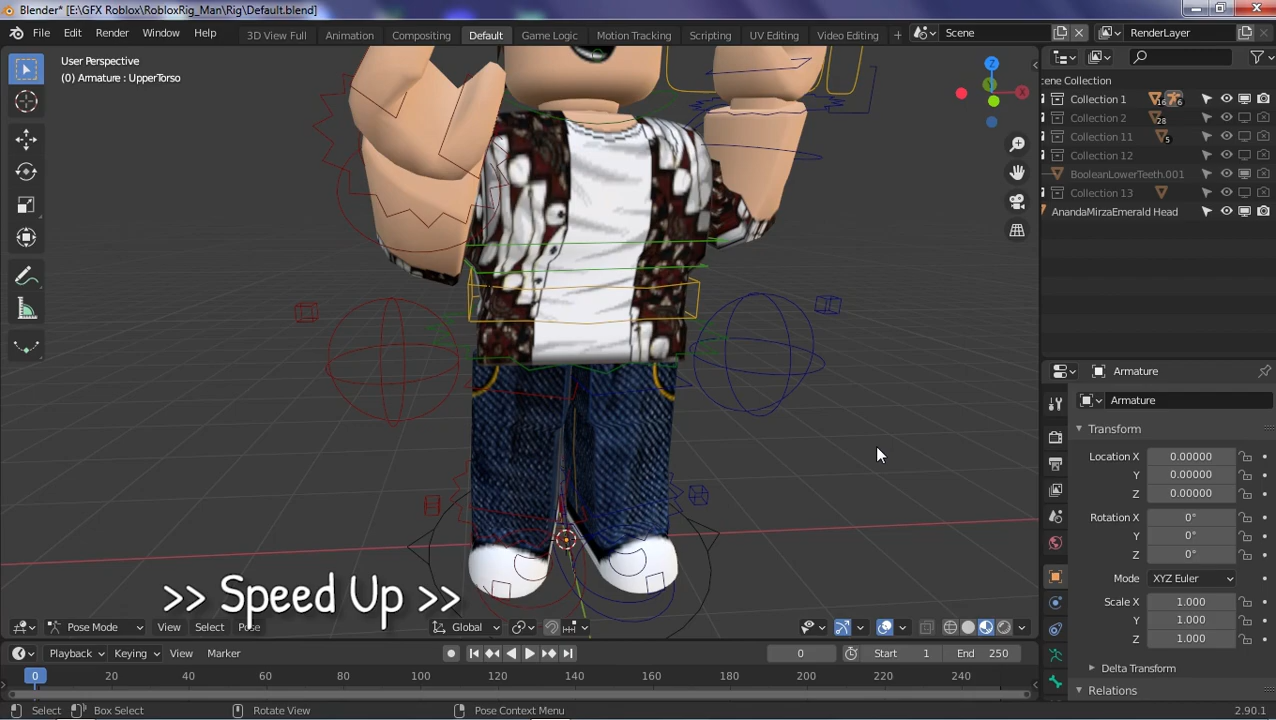 Blender* [E:\GFX Roblox\RobloxRig_Man\Rig\Default.blend]
File Edit Render Window Help 3D View Full Animation Compositing Default Game Logic Motion Tracking Scripting UV Editing Video Editing + Scene RenderLayer
User Perspective
(0) Armature : UpperTorso
Z
X
cene Collection
Collection 1 16 6
Collection 2 28
Collection 11 5
Collection 12
BooleanLowerTeeth.001
Collection 13
AnandaMirzaEmerald Head
Armature
Armature
Transform
Location X 0.00000
Y 0.00000
Z 0.00000
Rotation X 0°
Y 0°
Z 0°
Mode XYZ Euler
Scale X 1.000
Y 1.000
Z 1.000
Delta Transform
Relations
>> Speed Up >>
Pose Mode View Select Pose Global
Playback Keying View Marker 0 Start 1 End 250
0 20 40 60 80 100 120 140 160 180 200 220 240
Select Box Select Rotate View Pose Context Menu 2.90.1